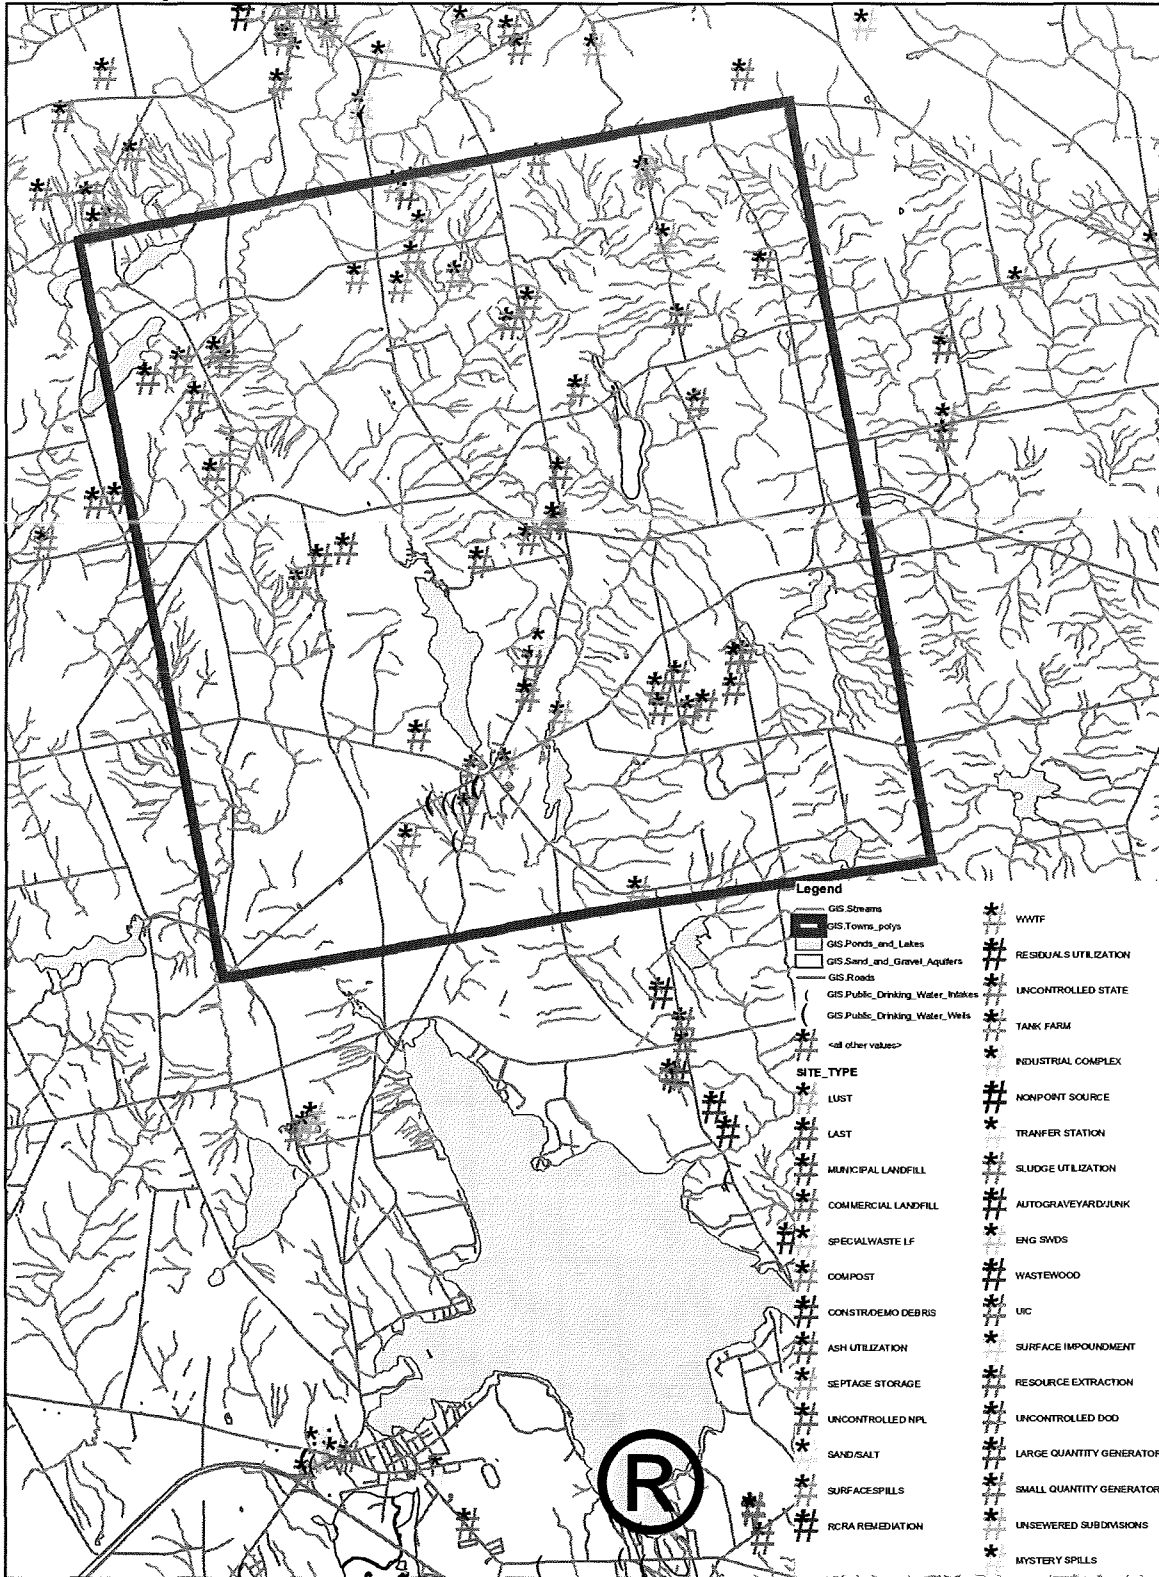 Legend
GIS.Streams
GIS.Towns_polys
GIS.Ponds_and_Lakes
GIS.Sand_and_Gravel_Aquifers
GIS.Roads
GIS.Public_Drinking_Water_Intakes
GIS.Public_Drinking_Water_Wells
<all other values>
SITE_TYPE
LUST
LAST
MUNICIPAL LANDFILL
COMMERCIAL LANDFILL
SPECIALWASTE LF
COMPOST
CONSTR/DEMO DEBRIS
ASH UTILIZATION
SEPTAGE STORAGE
UNCONTROLLED NPL
SAND/SALT
SURFACE SPILLS
RCRA REMEDIATION
WWTF
RESIDUALS UTILIZATION
UNCONTROLLED STATE
TANK FARM
INDUSTRIAL COMPLEX
NONPOINT SOURCE
TRANFER STATION
SLUDGE UTILIZATION
AUTOGRAVEYARD/JUNK
ENG SWDS
WASTEWOOD
UIC
SURFACE IMPOUNDMENT
RESOURCE EXTRACTION
UNCONTROLLED DOD
LARGE QUANTITY GENERATOR
SMALL QUANTITY GENERATOR
UNSEWERED SUBDIVISIONS
MYSTERY SPILLS
R